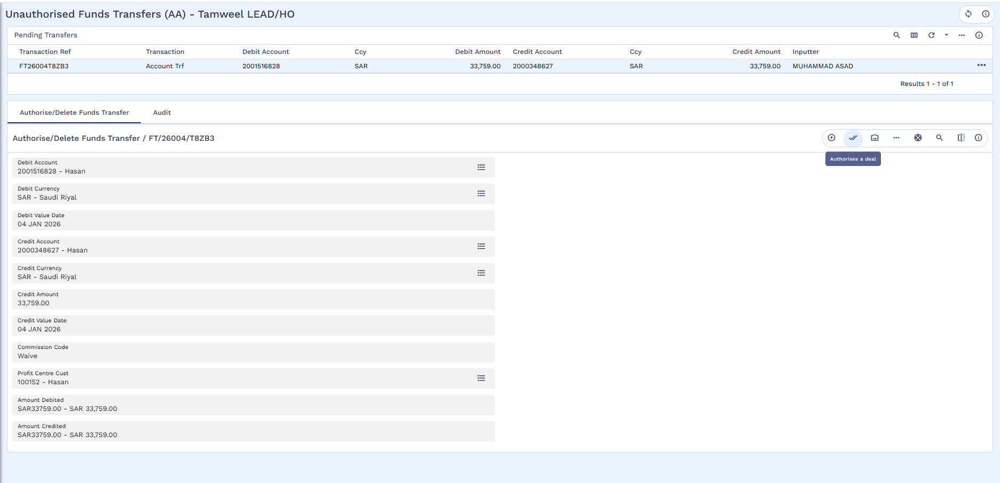 Unauthorised Funds Transfers (AA) - Tamweel LEAD/HO
Pending Transfers
Transaction Ref Transaction Debit Account Ccy Debit Amount Credit Account Ccy Credit Amount Inputter
FT26004T8ZB3 Account Trf 2001516828 SAR 33,759.00 2000348627 SAR 33,759.00 MUHAMMAD ASAD
Results 1 - 1 of 1
Authorise/Delete Funds Transfer Audit
Authorise/Delete Funds Transfer / FT/26004/T8ZB3
Authorises a deal
Debit Account
2001516828 - Hasan
Debit Currency
SAR - Saudi Riyal
Debit Value Date
04 JAN 2026
Credit Account
2000348627 - Hasan
Credit Currency
SAR - Saudi Riyal
Credit Amount
33,759.00
Credit Value Date
04 JAN 2026
Commission Code
Waive
Profit Centre Cust
100152 - Hasan
Amount Debited
SAR33759.00 - SAR 33,759.00
Amount Credited
SAR33759.00 - SAR 33,759.00